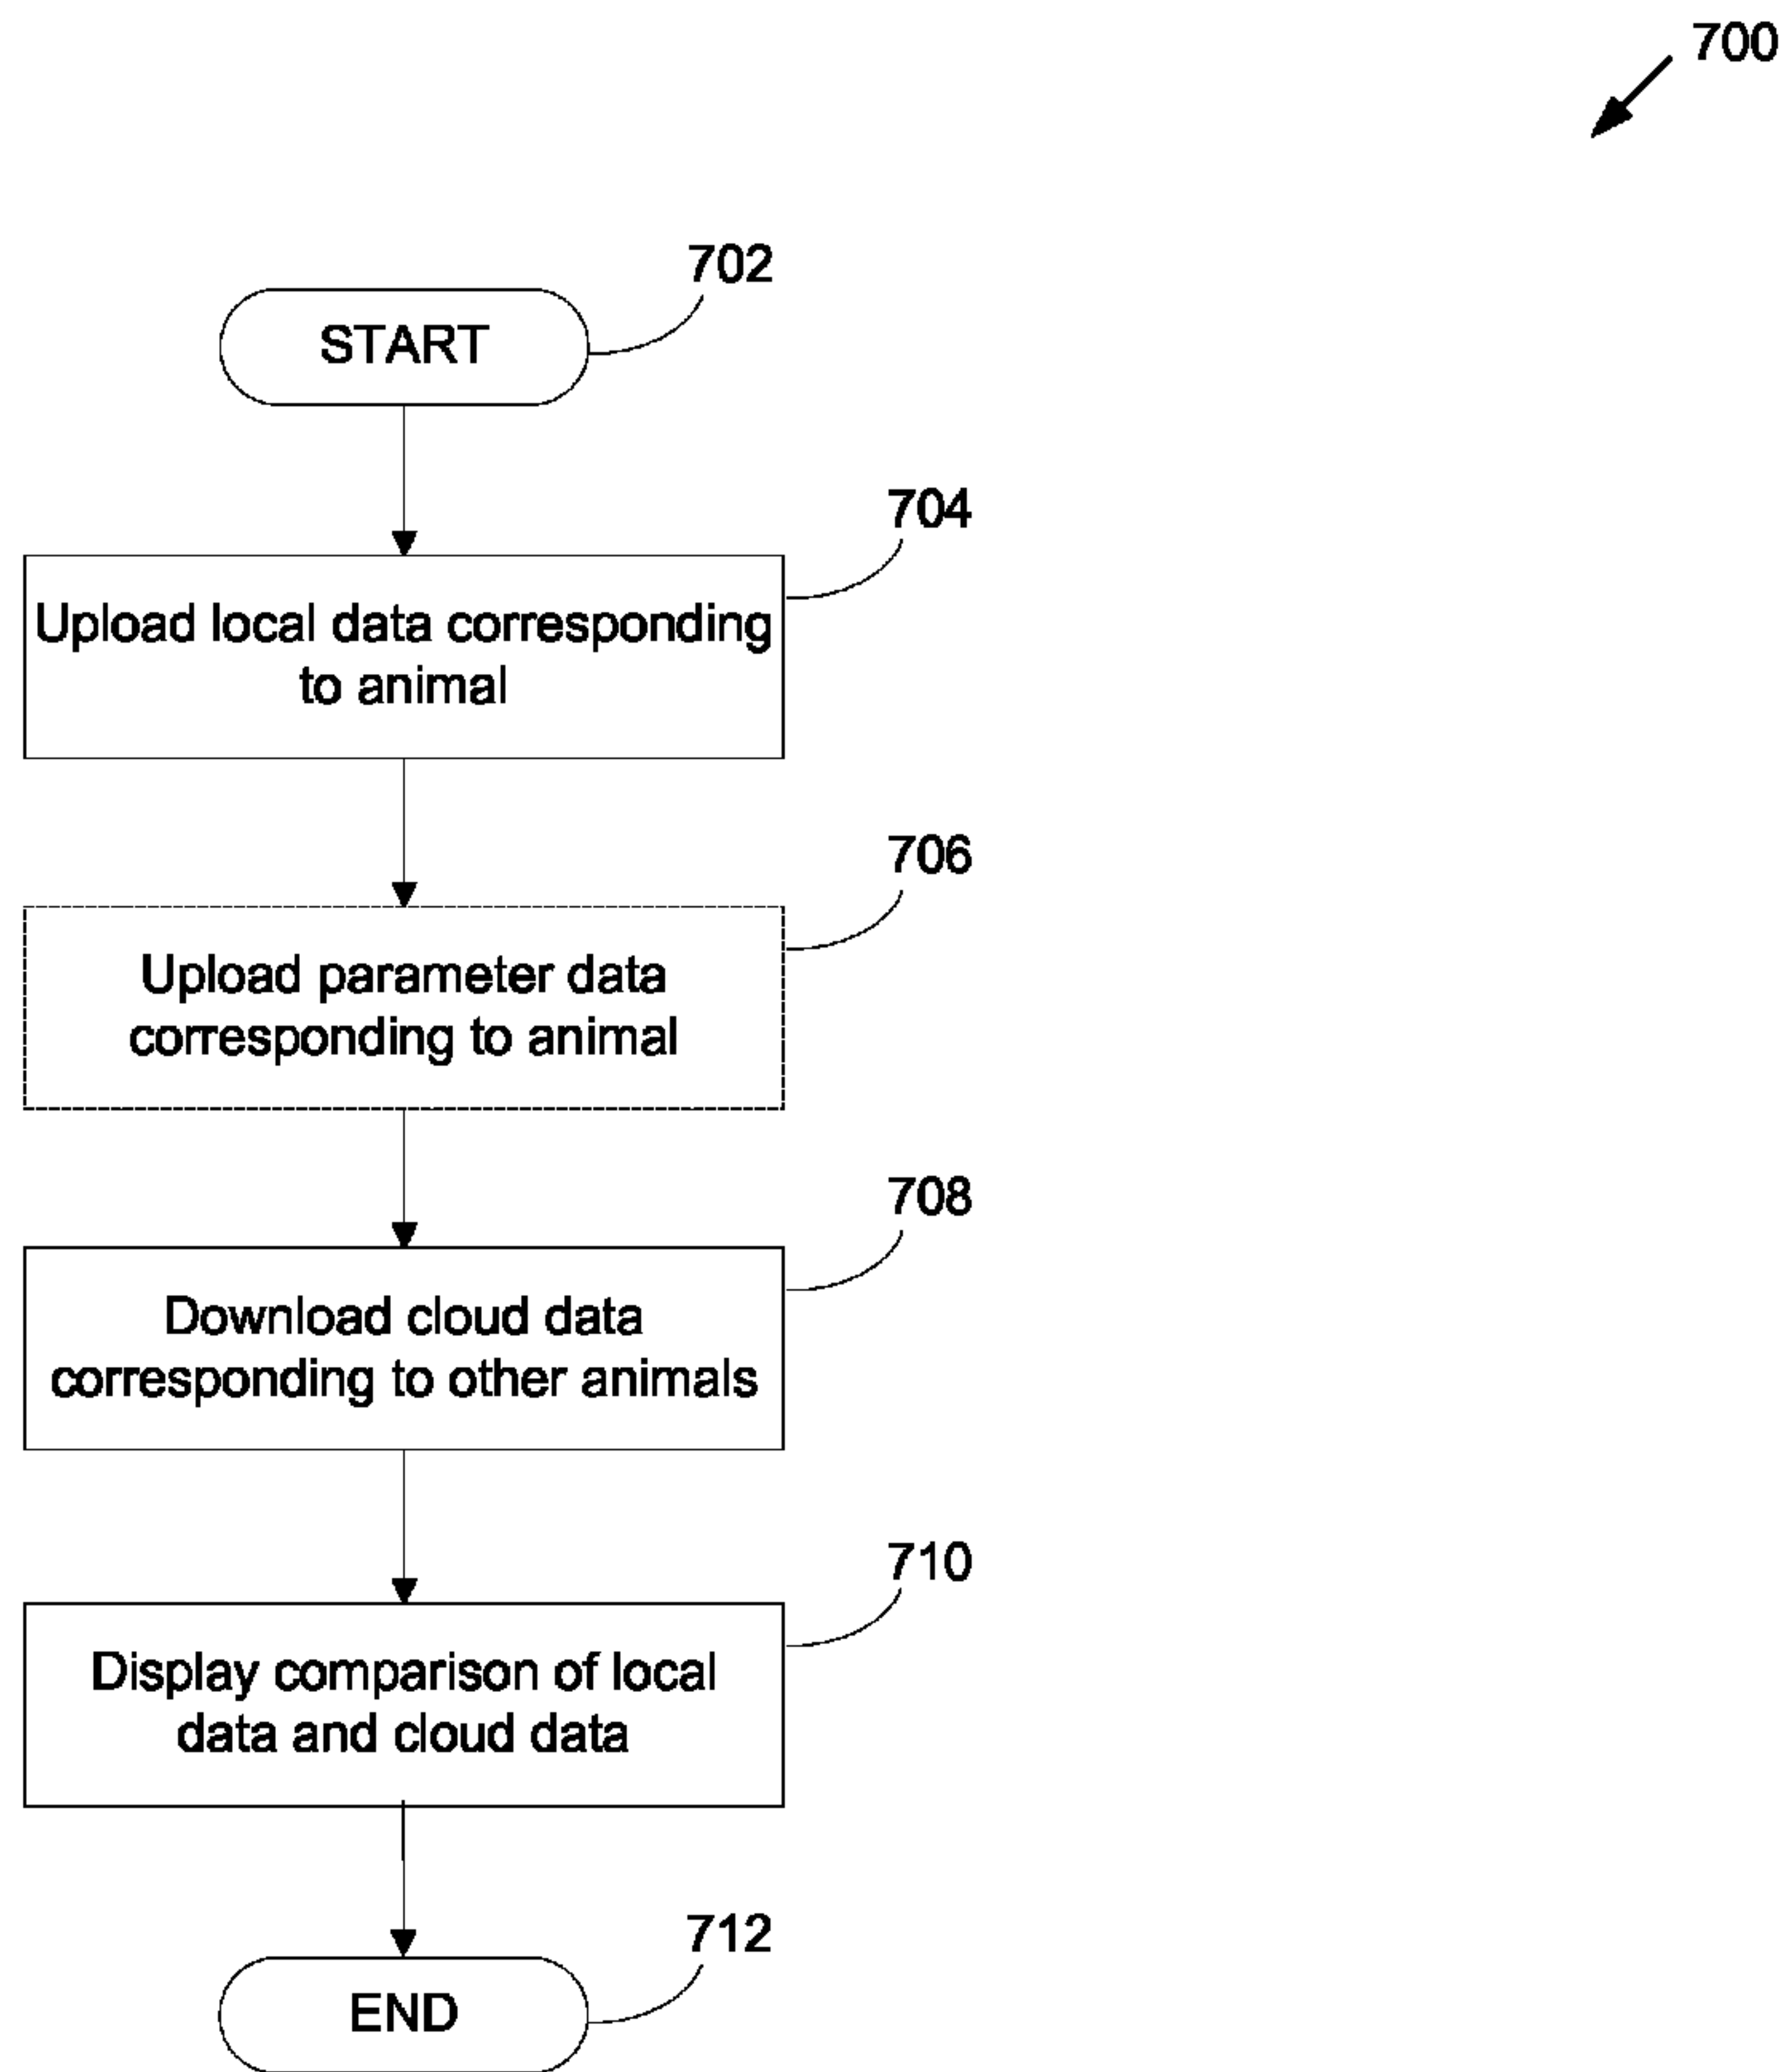 700
702
START
704
Upload local data corresponding
to animal
706
Upload parameter data
corresponding to animal
708
Download cloud data
corresponding to other animals
710
Display comparison of local
data and cloud data
712
END